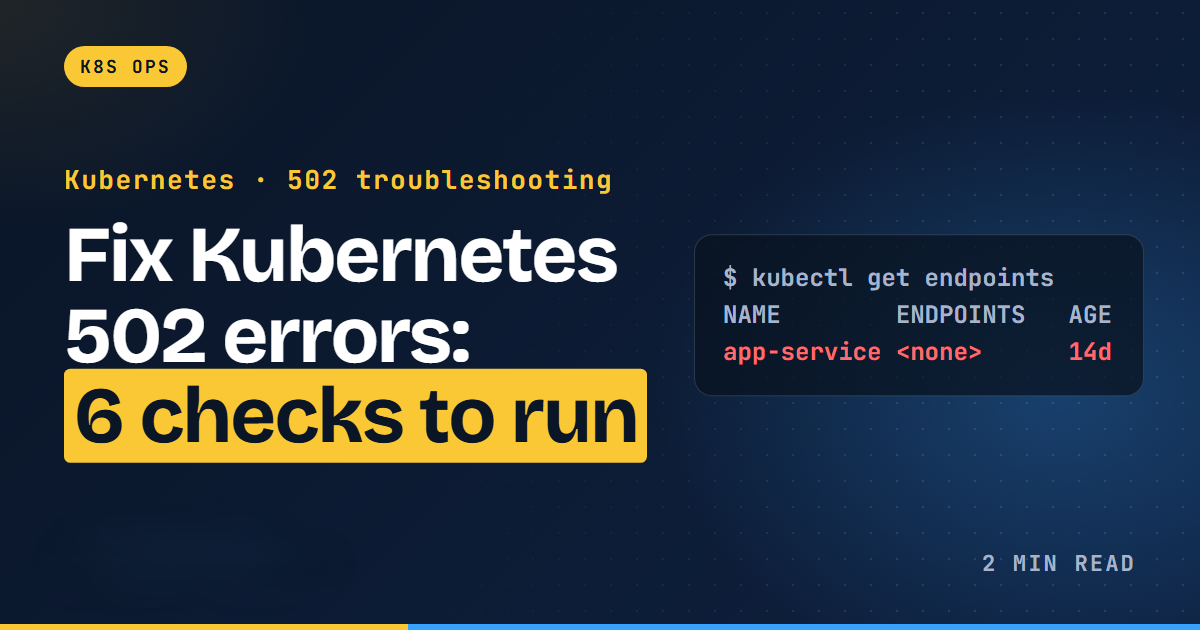 K8S OPS
Kubernetes · 502 troubleshooting
Fix Kubernetes
502 errors:
6 checks to run
$ kubectl get endpoints
NAME ENDPOINTS AGE
app-service <none> 14d
2 MIN READ